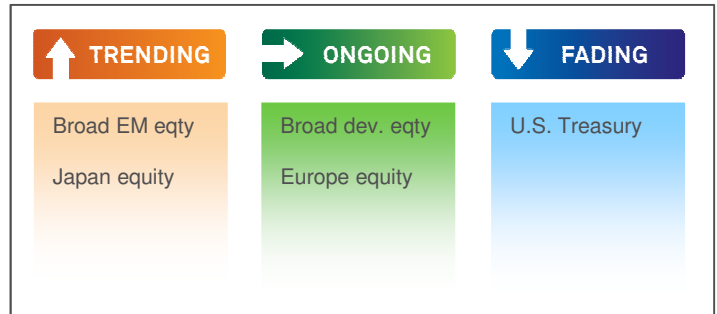 TRENDING
Broad EM eqty
Japan equity
ONGOING
Broad dev. eqty
Europe equity
FADING
U.S. Treasury